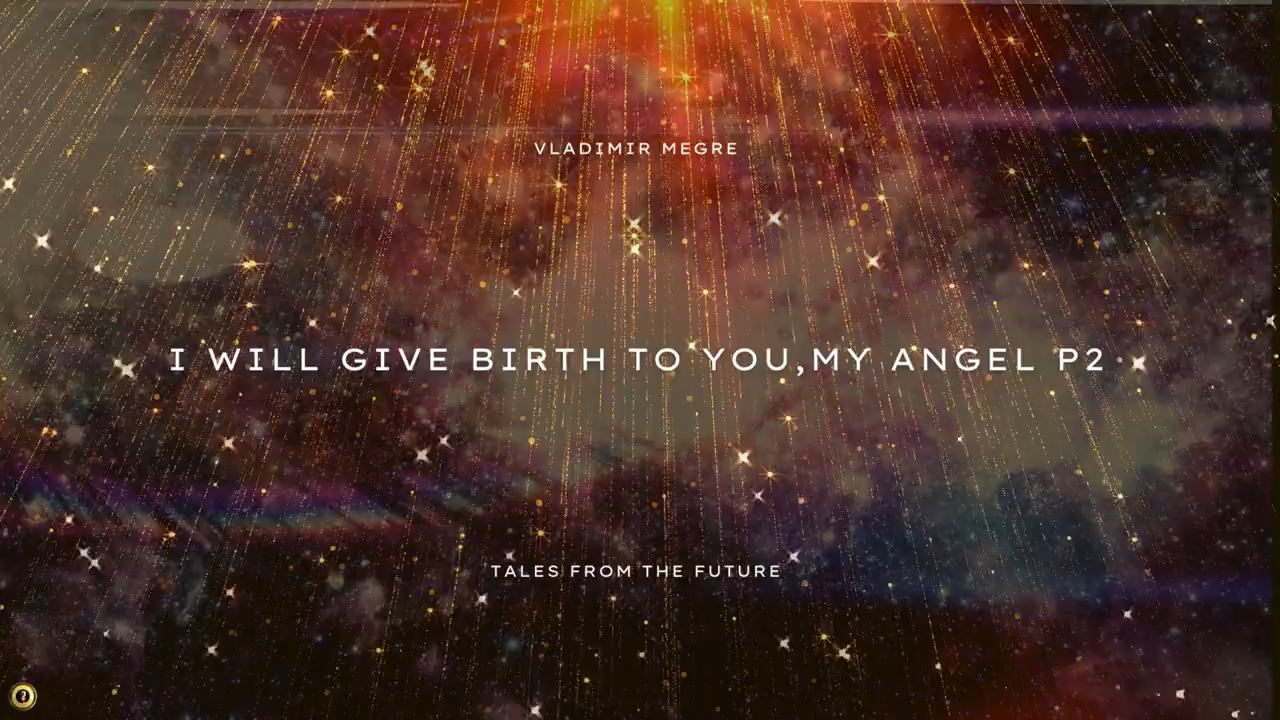 VLADIMIR MEGRE
I WILL GIVE BIRTH TO YOU,MY ANGEL P2
TALES FROM THE FUTURE